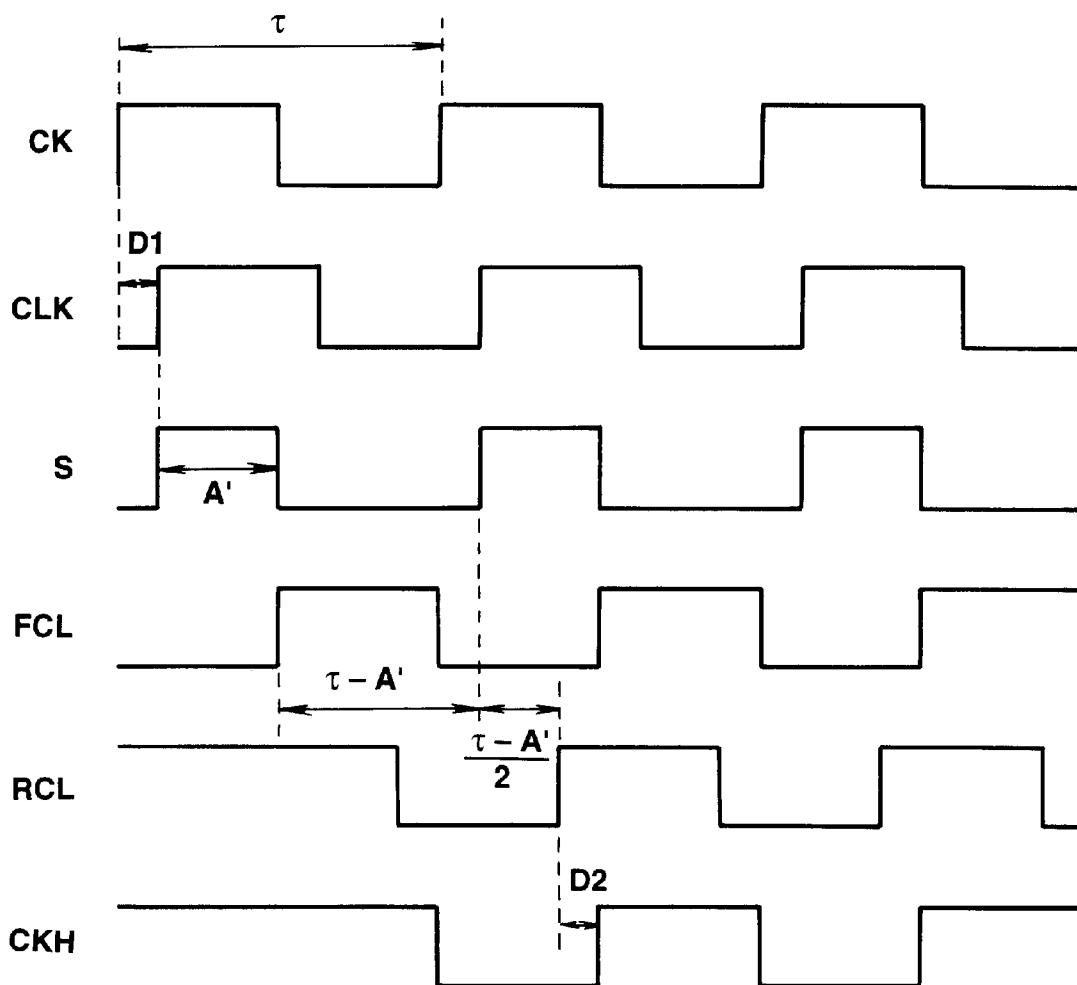 τ
CK
D1
CLK
S
A'
FCL
τ – A'
τ – A'
2
RCL
D2
CKH